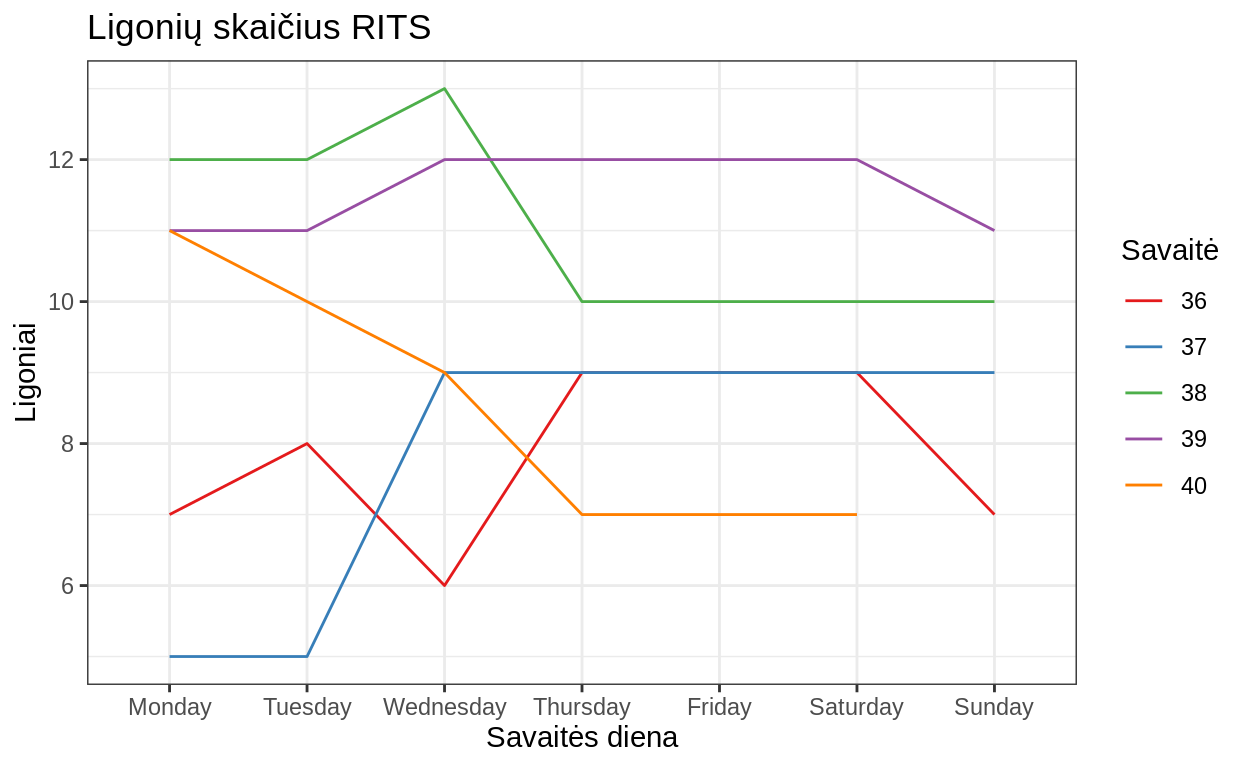 Ligonių skaičius RITS
Ligoniai
12
10
8
6
Monday Tuesday Wednesday Thursday Friday Saturday Sunday
Savaitės diena
Savaitė
36
37
38
39
40